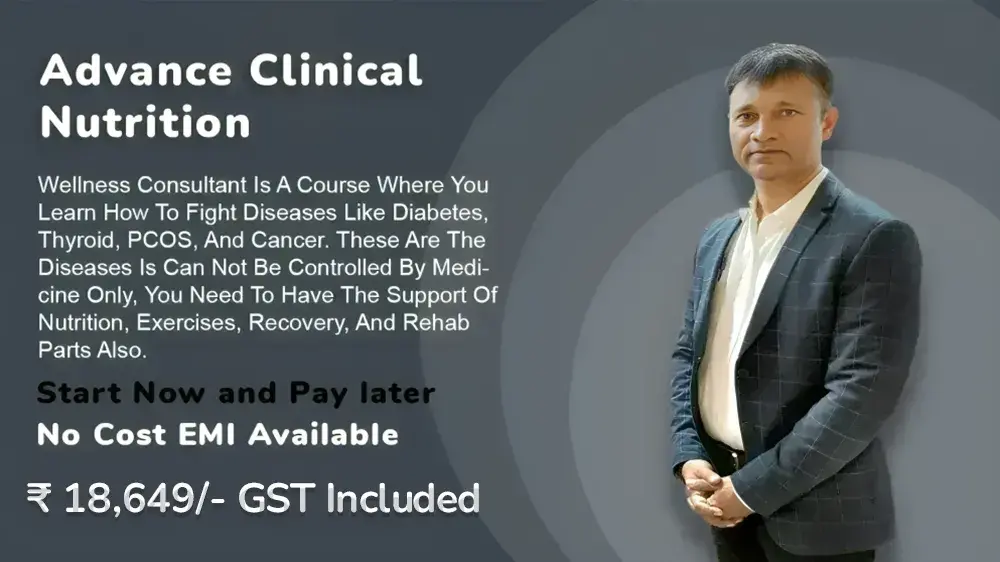 Advance Clinical
Nutrition
Wellness Consultant Is A Course Where You
Learn How To Fight Diseases Like Diabetes,
Thyroid, PCOS, And Cancer. These Are The
Diseases Is Can Not Be Controlled By Medi-
cine Only, You Need To Have The Support Of
Nutrition, Exercises, Recovery, And Rehab
Parts Also.
Start Now and Pay later
No Cost EMI Available
₹ 18,649/- GST Included